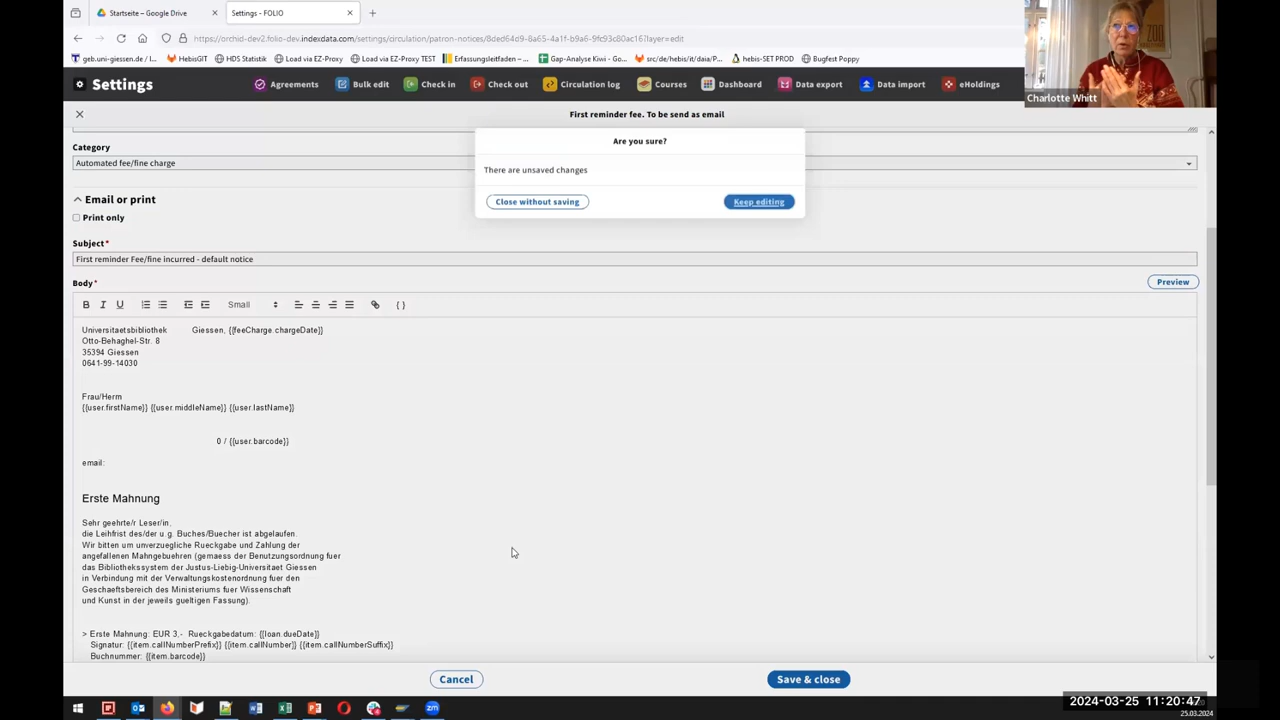 Startseite – Google Drive
Settings - FOLIO
https://orchid-dev2.folio-dev.indexdata.com/settings/circulation/patron-notices/8ded64d9-8a65-4a1f-b9a6-9fc93c80ac16?layer=edit
geb.uni-giessen.de / I...
HebisGIT
HDS Statistik
Load via EZ-Proxy
Load via EZ-Proxy TEST
Erfassungsleitfaden – ...
Gap-Analyse Kiwi - Go...
src/de/hebis/it/daia/P...
hebis-SET PROD
Bugfest Poppy
Settings
Agreements
Bulk edit
Check in
Check out
Circulation log
Courses
Dashboard
Data export
Data import
eHoldings
Charlotte Whitt
First reminder fee. To be send as email
Are you sure?
There are unsaved changes
Close without saving
Keep editing
Category
Automated fee/fine charge
Email or print
Print only
Subject*
First reminder Fee/fine incurred - default notice
Body*
Preview
B I U Small { }
Universitaetsbibliothek Giessen, {{feeCharge.chargeDate}}
Otto-Behaghel-Str. 8
35394 Giessen
0641-99-14030
Frau/Herrn
{{user.firstName}} {{user.middleName}} {{user.lastName}}
0 / {{user.barcode}}
email:
Erste Mahnung
Sehr geehrte/r Leser/in,
die Leihfrist des/der u.g. Buches/Buecher ist abgelaufen.
Wir bitten um unverzuegliche Rueckgabe und Zahlung der
angefallenen Mahngebuehren (gemaess der Benutzungsordnung fuer
das Bibliothekssystem der Justus-Liebig-Universitaet Giessen
in Verbindung mit der Verwaltungskostenordnung fuer den
Geschaeftsbereich des Ministeriums fuer Wissenschaft
und Kunst in der jeweils gueltigen Fassung).
> Erste Mahnung: EUR 3,- Rueckgabedatum: {{loan.dueDate}}
Signatur: {{item.callNumberPrefix}} {{item.callNumber}} {{item.callNumberSuffix}}
Buchnummer: {{item.barcode}}
Cancel
Save & close
2024-03-25 11:20:47
25.03.2024